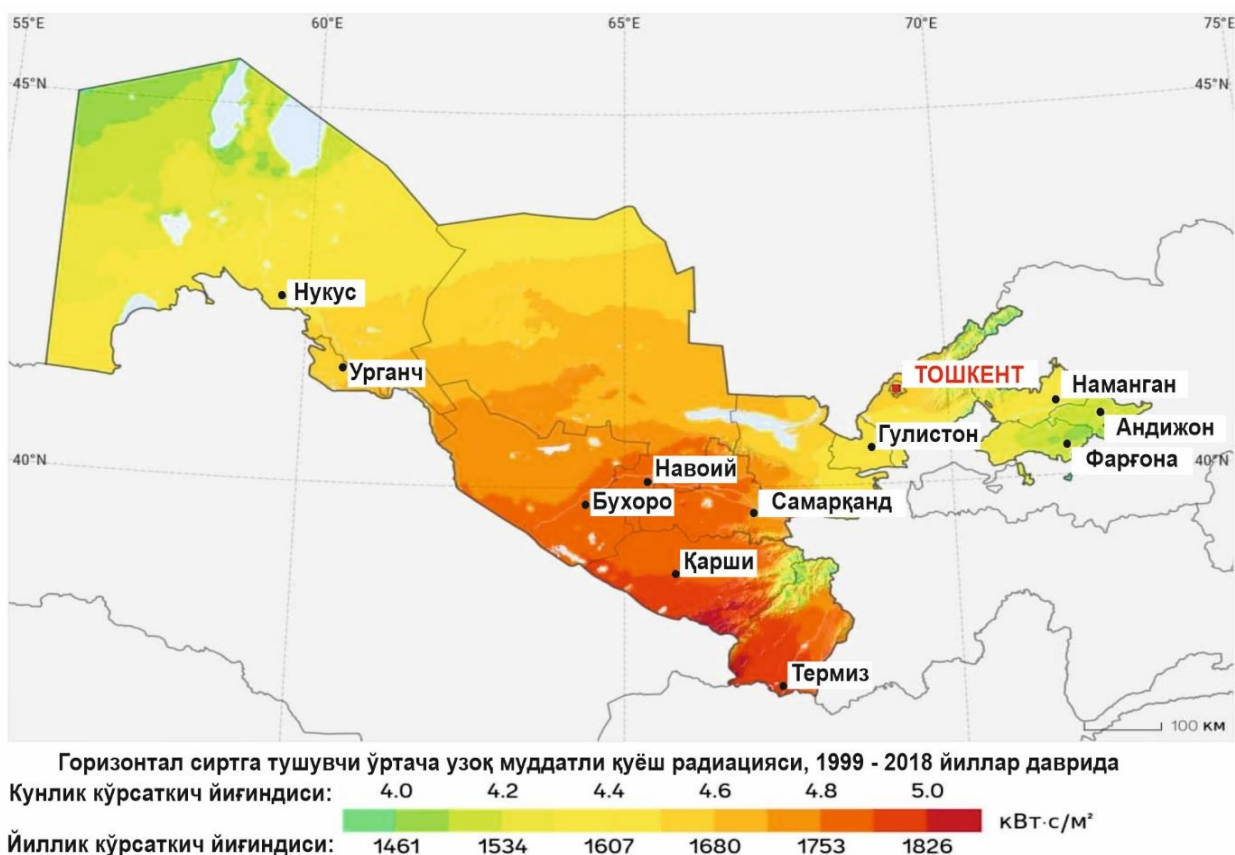 55°E 60°E 65°E 70°E 75°E
45°N 45°N
Нукус
Урганч
ТОШКЕНТ
Наманган
Андижон
Гулистон
Фарғона
40°N 40°N
Навоий
Бухоро
Самарқанд
Қарши
Термиз
100 км
Горизонтал сиртга тушувчи ўртача узоқ муддатли қуёш радиацияси, 1999 - 2018 йиллар даврида
Кунлик кўрсаткич йиғиндиси: 4.0 4.2 4.4 4.6 4.8 5.0
кВт·с/м²
Йиллик кўрсаткич йиғиндиси: 1461 1534 1607 1680 1753 1826